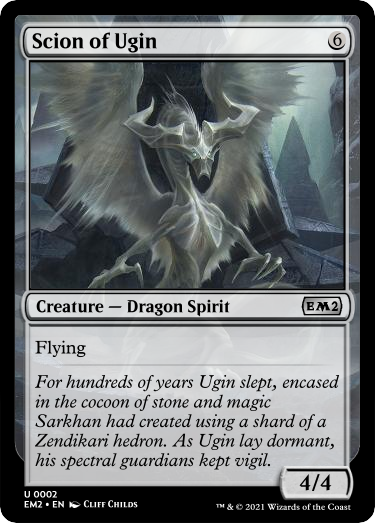 Scion of Ugin 6
Creature — Dragon Spirit EM2
Flying
For hundreds of years Ugin slept, encased
in the cocoon of stone and magic
Sarkhan had created using a shard of a
Zendikari hedron. As Ugin lay dormant,
his spectral guardians kept vigil.
4/4
U 0002
EM2 • EN Cliff Childs
™ & © 2021 Wizards of the Coast